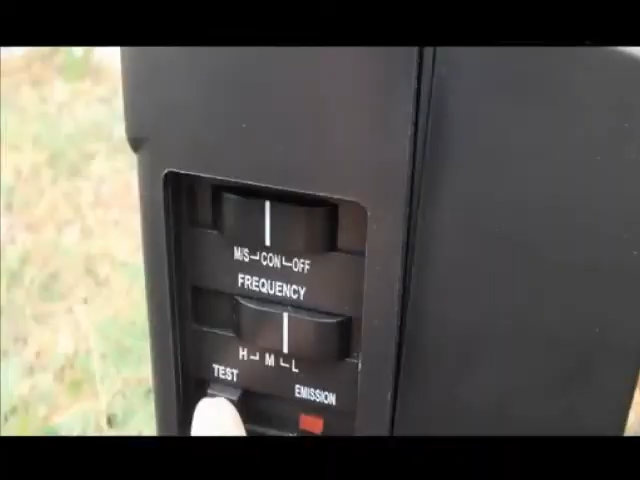 M/S CON OFF
FREQUENCY
H M L
TEST
EMISSION